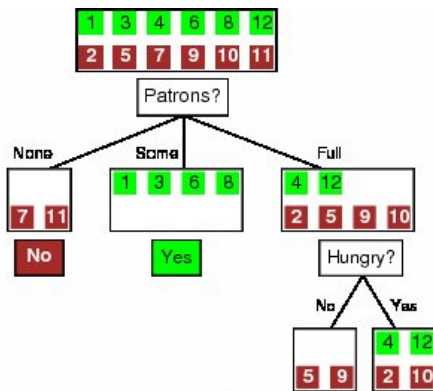 1 3 4 6 8 12
2 5 7 9 10 11
Patrons?
None Some Full
1 3 6 8 4 12
7 11 2 5 9 10
No Yes Hungry?
No Yes
4 12
5 9 2 10